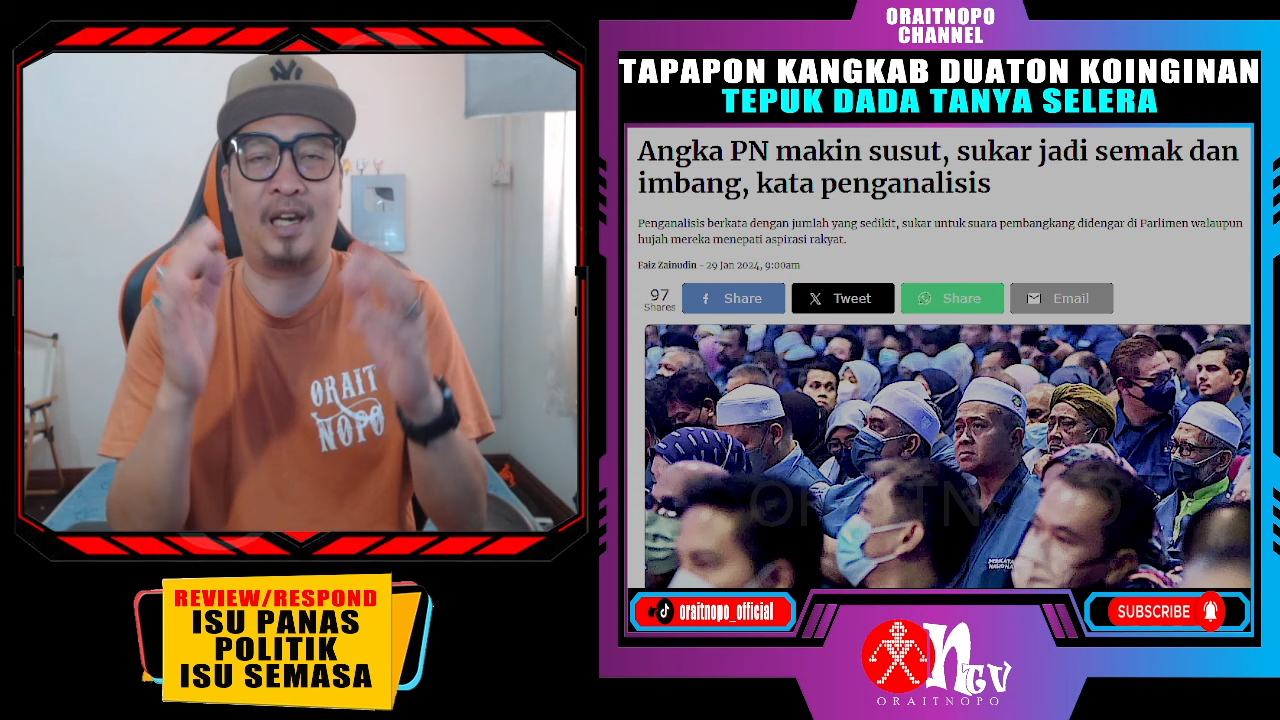 NY
ORAIT
NOPO
REVIEW/RESPOND
ISU PANAS
POLITIK
ISU SEMASA
ORAITNOPO
CHANNEL
TAPAPON KANGKAB DUATON KOINGINAN
TEPUK DADA TANYA SELERA
Angka PN makin susut, sukar jadi semak dan
imbang, kata penganalisis
Penganalisis berkata dengan jumlah yang sedikit, sukar untuk suara pembangkang didengar di Parlimen walaupun
hujah mereka menepati aspirasi rakyat.
Faiz Zainudin - 29 Jan 2024, 9:00am
97
Shares
Share
Tweet
Share
Email
ORAITNOPO
oraitnopo_official
SUBSCRIBE
nTV
ORAITNOPO